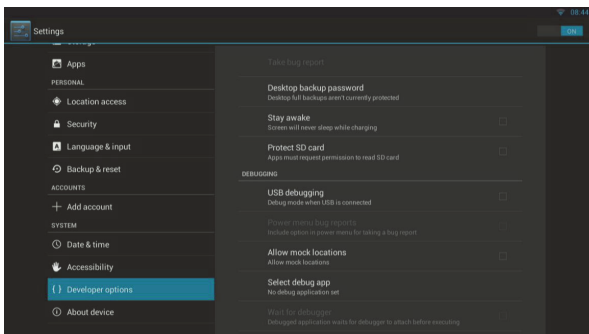 08:44
Settings
ON
Storage
Apps
PERSONAL
Location access
Security
Language & input
Backup & reset
ACCOUNTS
Add account
SYSTEM
Date & time
Accessibility
{ } Developer options
About device
Take bug report
Desktop backup password
Desktop full backups aren't currently protected
Stay awake
Screen will never sleep while charging
Protect SD card
Apps must request permission to read SD card
DEBUGGING
USB debugging
Debug mode when USB is connected
Power menu bug reports
Include option in power menu for taking a bug report
Allow mock locations
Allow mock locations
Select debug app
No debug application set
Wait for debugger
Debugged application waits for debugger to attach before executing